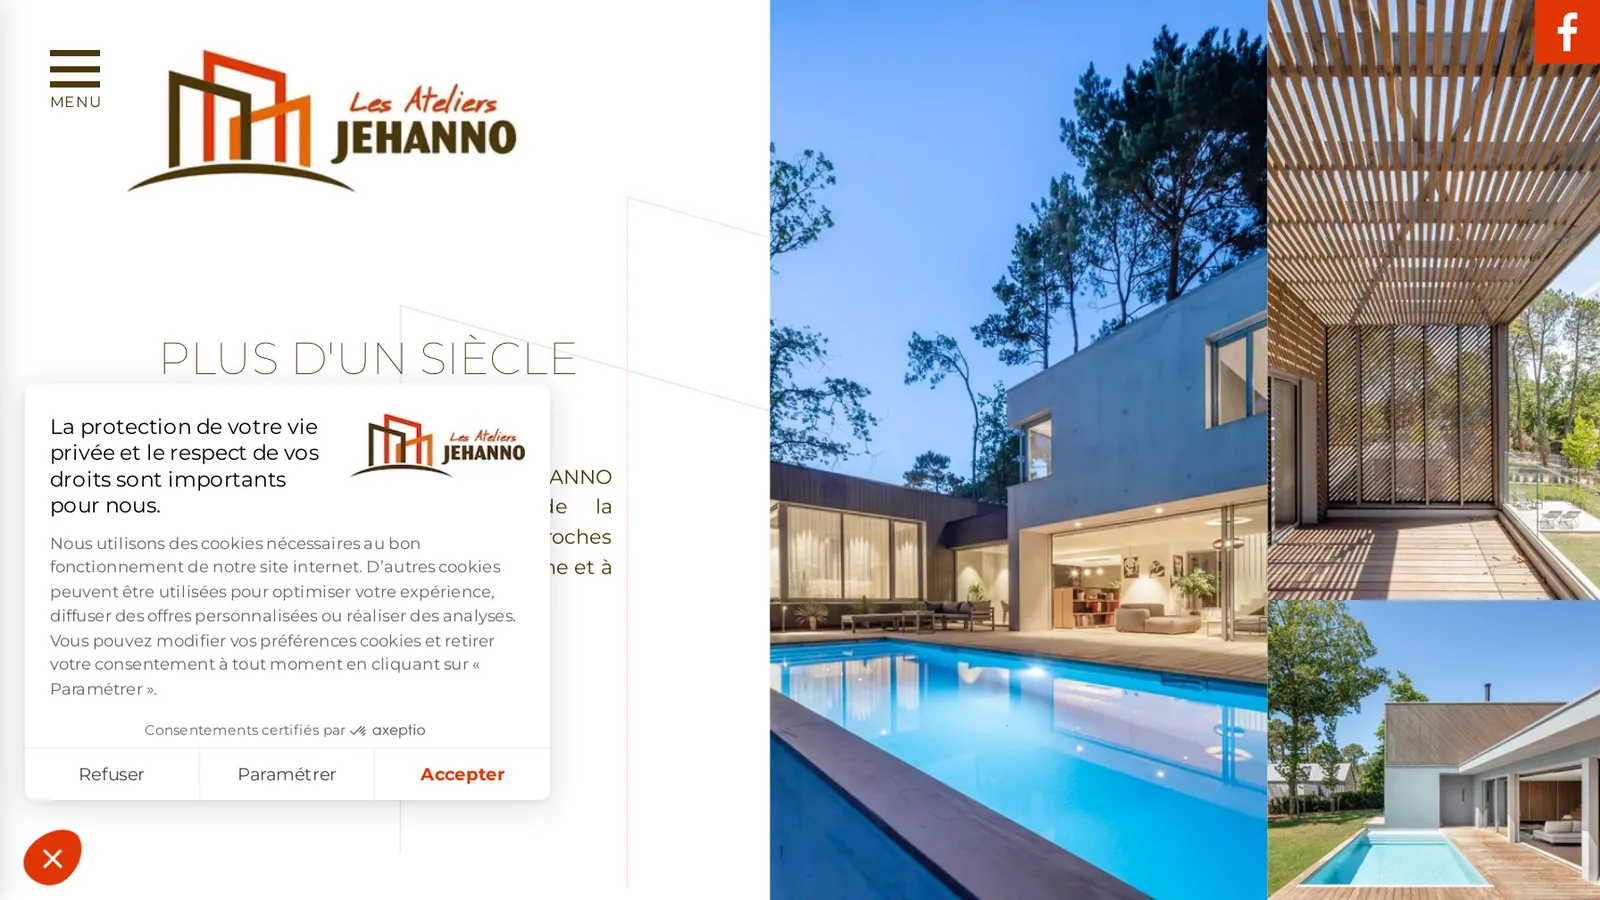 MENU
Les Ateliers
JEHANNO
PLUS D'UN SIÈCLE
La protection de votre vie
privée et le respect de vos
droits sont importants
pour nous.
Les Ateliers
JEHANNO
Nous utilisons des cookies nécessaires au bon
fonctionnement de notre site internet. D’autres cookies
peuvent être utilisées pour optimiser votre expérience,
diffuser des offres personnalisées ou réaliser des analyses.
Vous pouvez modifier vos préférences cookies et retirer
votre consentement à tout moment en cliquant sur «
Paramétrer ».
Consentements certifiés par axeptio
Refuser
Paramétrer
Accepter
la
et à